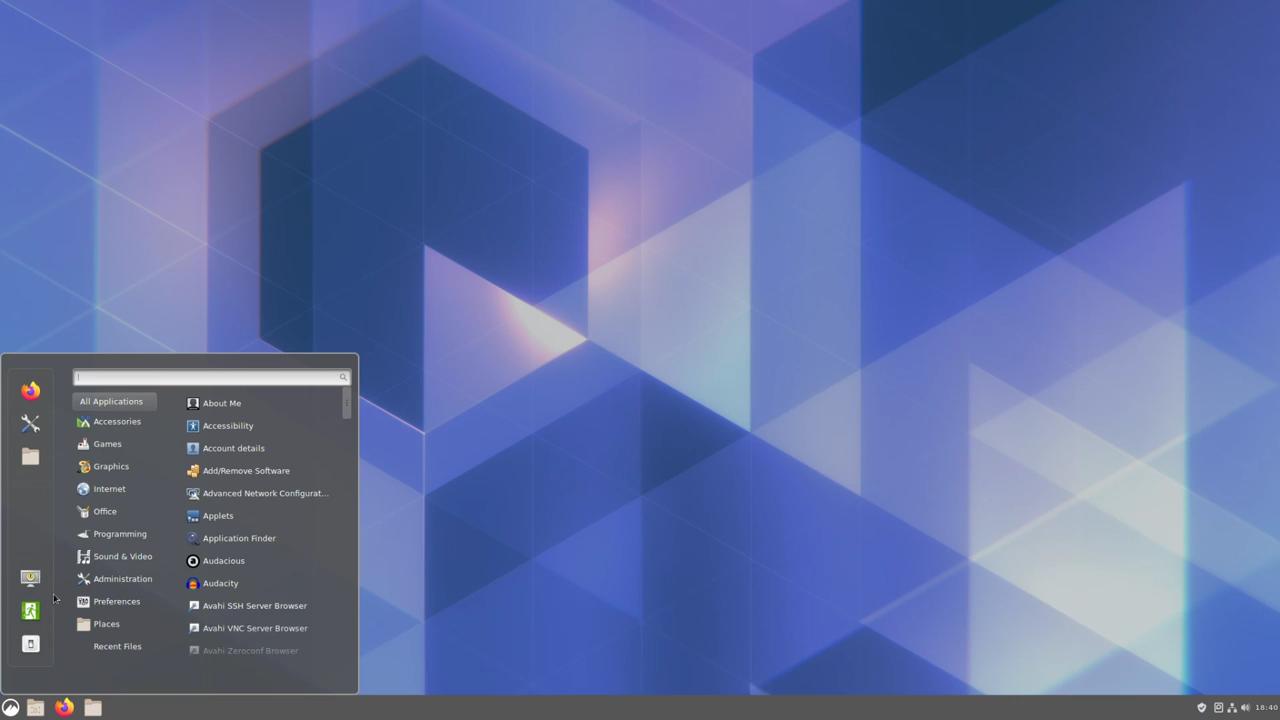 All Applications
Accessories
Games
Graphics
Internet
Office
Programming
Sound & Video
Administration
Preferences
Places
Recent Files
About Me
Accessibility
Account details
Add/Remove Software
Advanced Network Configurat...
Applets
Application Finder
Audacious
Audacity
Avahi SSH Server Browser
Avahi VNC Server Browser
Avahi Zeroconf Browser
18:40